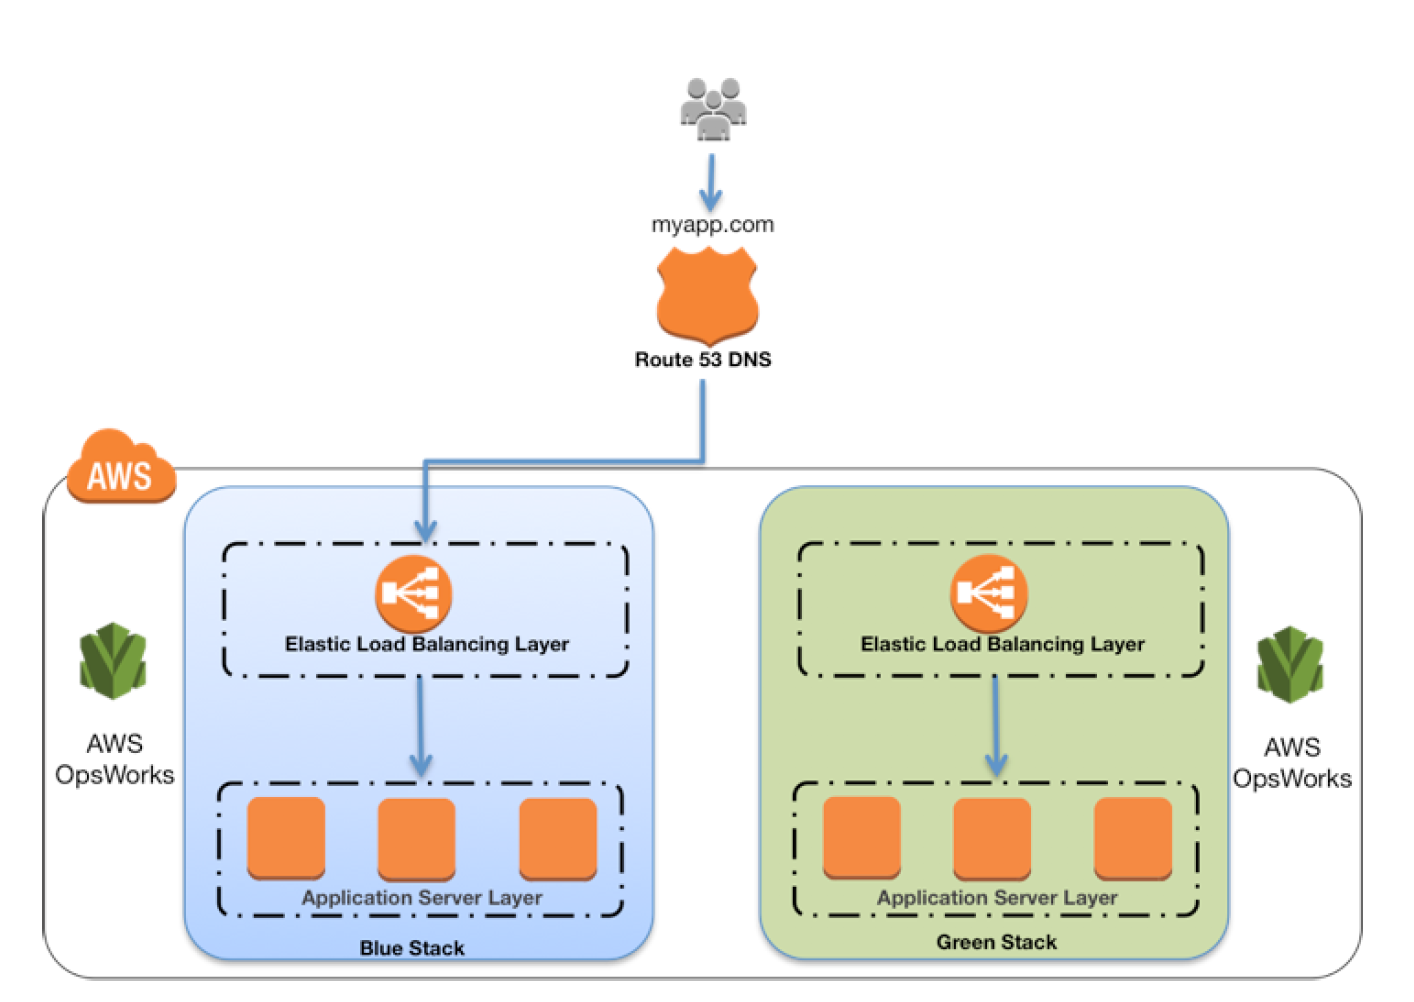 myapp.com
Route 53 DNS
AWS
Elastic Load Balancing Layer
Elastic Load Balancing Layer
AWS
OpsWorks
AWS
OpsWorks
Application Server Layer
Application Server Layer
Blue Stack
Green Stack